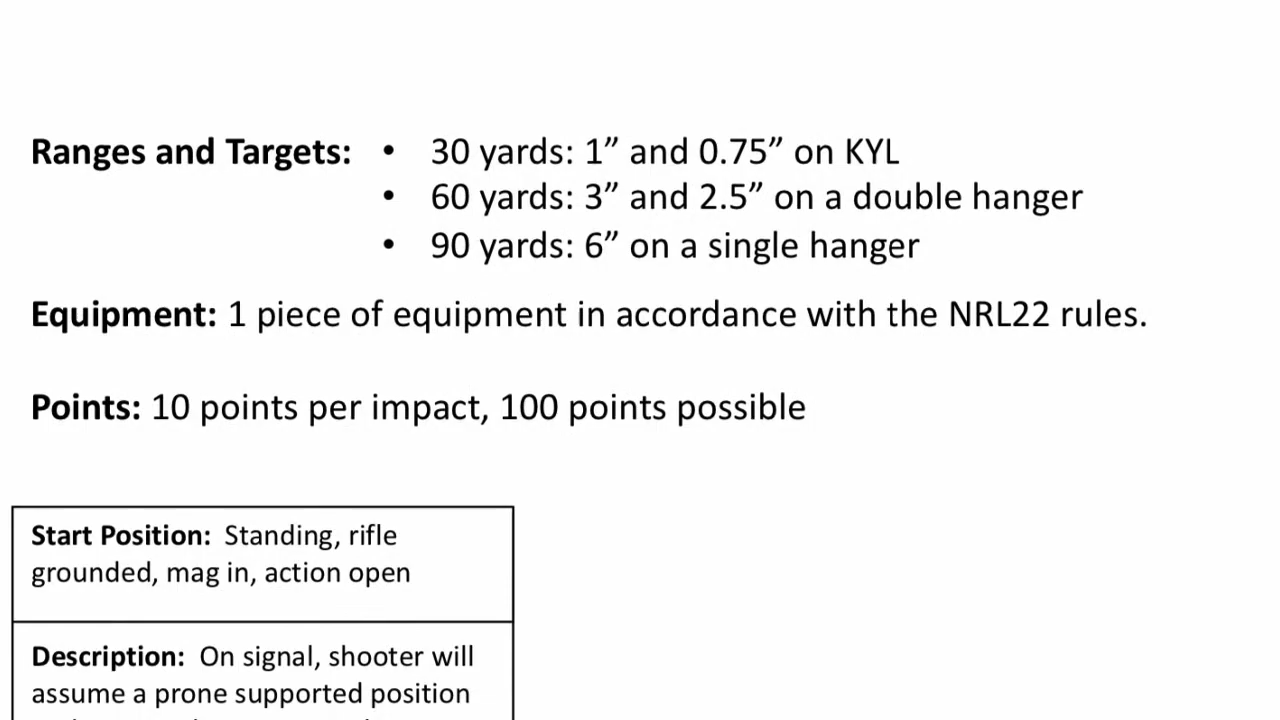 Ranges and Targets: • 30 yards: 1” and 0.75” on KYL
• 60 yards: 3” and 2.5” on a double hanger
• 90 yards: 6” on a single hanger
Equipment: 1 piece of equipment in accordance with the NRL22 rules.
Points: 10 points per impact, 100 points possible
Start Position: Standing, rifle
grounded, mag in, action open
Description: On signal, shooter will
assume a prone supported position